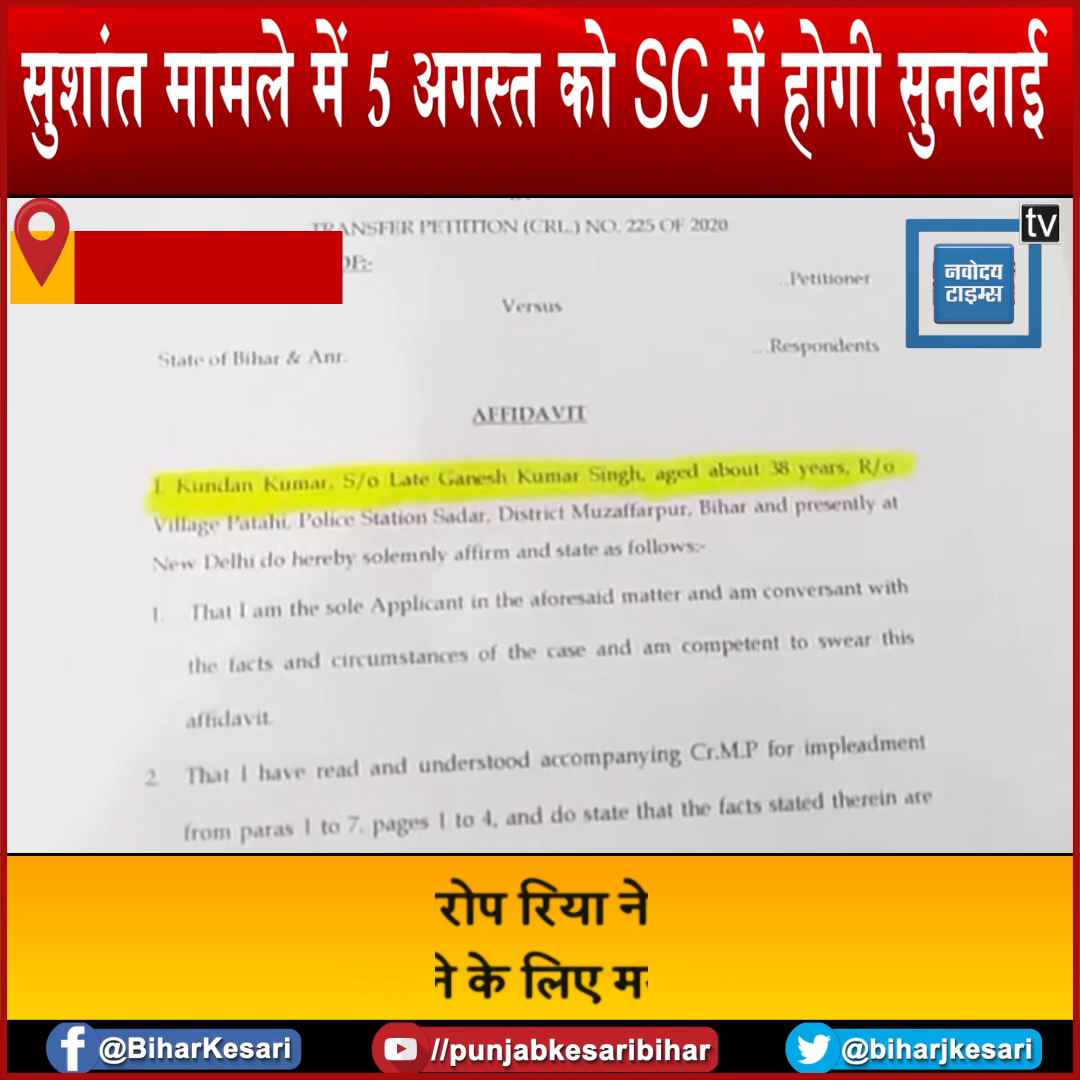 सुशांत मामले में 5 अगस्त को SC में होगी सुनवाई
tv
नवोदय
टाइम्स
TRANSFER PETITION (CRL.) NO. 225 OF 2020
OF:-
...Petitioner
Versus
State of Bihar & Anr.
...Respondents
AFFIDAVIT
I, Kundan Kumar, S/o Late Ganesh Kumar Singh, aged about 38 years, R/o
Village Patahi, Police Station Sadar, District Muzaffarpur, Bihar and presently at
New Delhi do hereby solemnly affirm and state as follows:-
1. That I am the sole Applicant in the aforesaid matter and am conversant with
the facts and circumstances of the case and am competent to swear this
affidavit.
2. That I have read and understood accompanying Cr.M.P for impleadment
from paras 1 to 7, pages 1 to 4, and do state that the facts stated therein are
रोप रिया ने
के लिए
@BiharKesari
//punjabkesaribihar
@biharjkesari